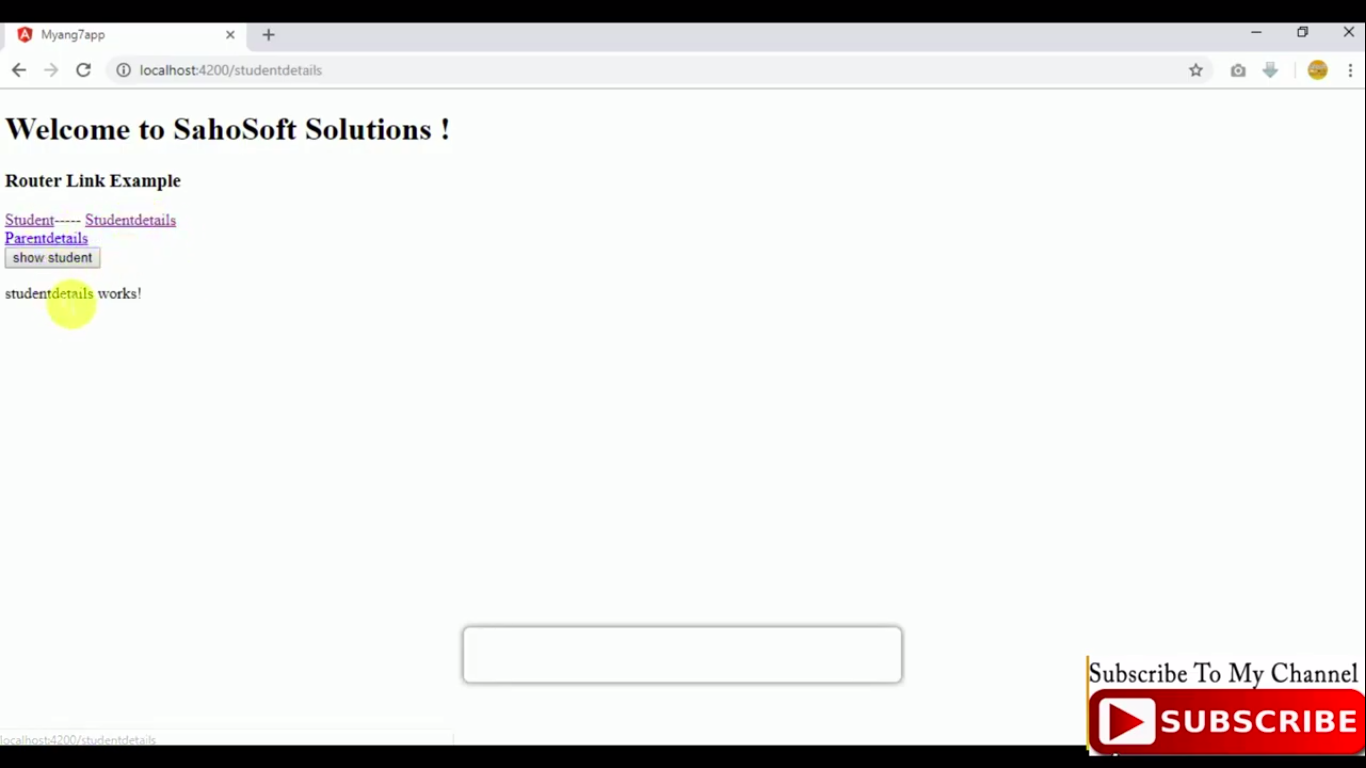 Myang7app
localhost:4200/studentdetails
Welcome to SahoSoft Solutions !
Router Link Example
Student----- Studentdetails
Parentdetails
show student
studentdetails works!
Subscribe To My Channel
SUBSCRIBE
localhost:4200/studentdetails